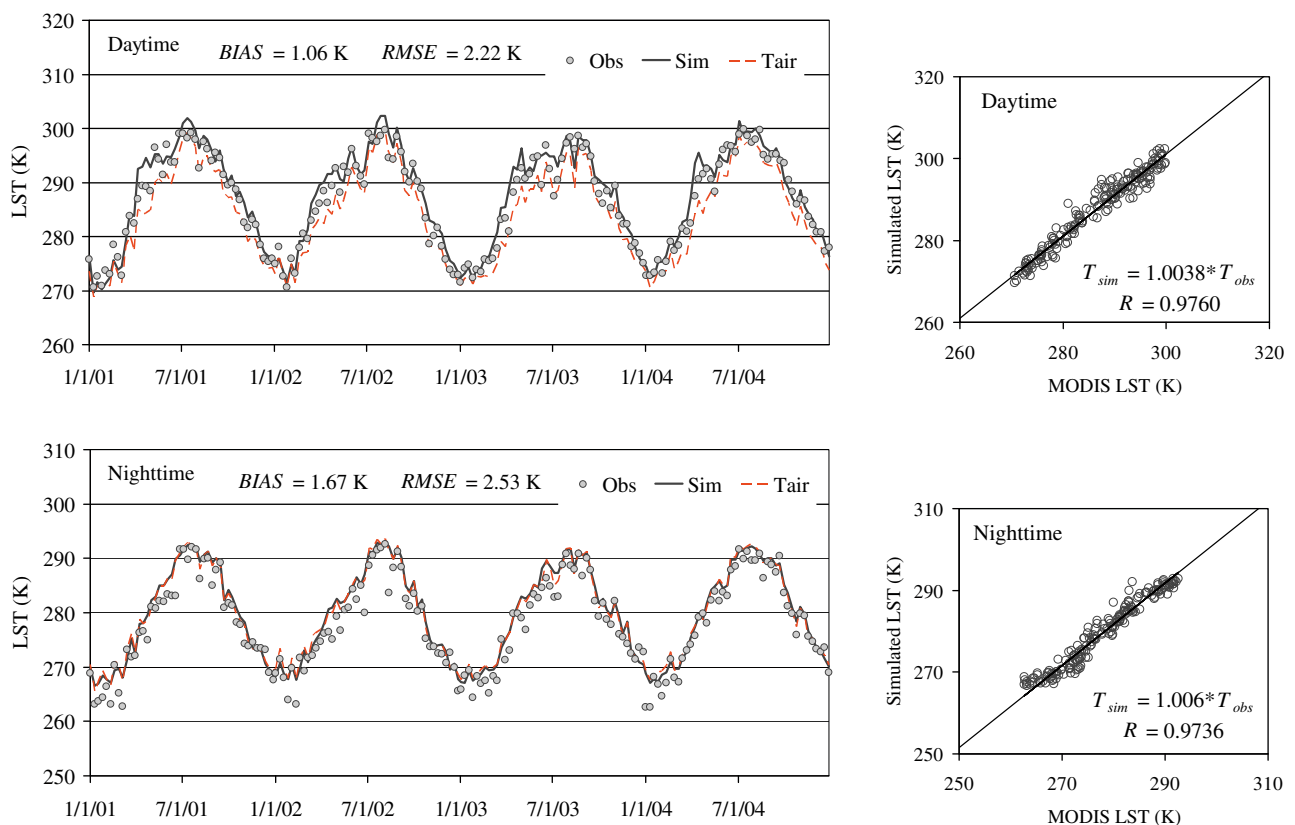 Daytime
BIAS = 1.06 K RMSE = 2.22 K
Obs Sim Tair
LST (K)
320
310
300
290
280
270
260
1/1/01 7/1/01 1/1/02 7/1/02 1/1/03 7/1/03 1/1/04 7/1/04
Daytime
Simulated LST (K)
320
300
280
260
T sim = 1.0038* T obs
R = 0.9760
260 280 300 320
MODIS LST (K)
Nighttime
BIAS = 1.67 K RMSE = 2.53 K
Obs Sim Tair
LST (K)
310
300
290
280
270
260
250
1/1/01 7/1/01 1/1/02 7/1/02 1/1/03 7/1/03 1/1/04 7/1/04
Nighttime
Simulated LST (K)
310
290
270
250
T sim = 1.006* T obs
R = 0.9736
250 270 290 310
MODIS LST (K)